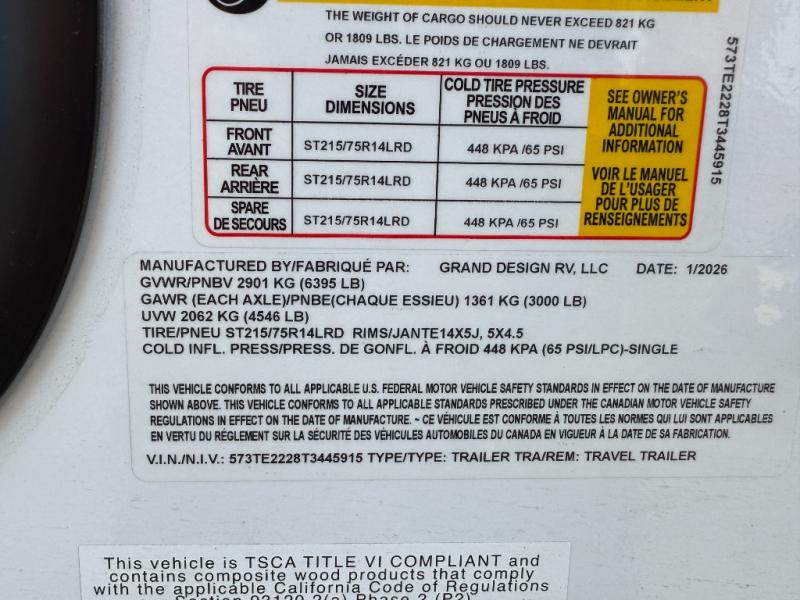 THE WEIGHT OF CARGO SHOULD NEVER EXCEED 821 KG
OR 1809 LBS. LE POIDS DE CHARGEMENT NE DEVRAIT
JAMAIS EXCÉDER 821 KG OU 1809 LBS.
TIRE
PNEU
SIZE
DIMENSIONS
COLD TIRE PRESSURE
PRESSION DES
PNEUS À FROID
SEE OWNER'S
MANUAL FOR
ADDITIONAL
INFORMATION
VOIR LE MANUEL
DE L'USAGER
POUR PLUS DE
RENSEIGNEMENTS
FRONT
AVANT
ST215/75R14LRD
448 KPA /65 PSI
REAR
ARRIÈRE
ST215/75R14LRD
448 KPA /65 PSI
SPARE
DE SECOURS
ST215/75R14LRD
448 KPA /65 PSI
573TE2228T3445915
MANUFACTURED BY/FABRIQUÉ PAR: GRAND DESIGN RV, LLC DATE: 1/2026
GVWR/PNBV 2901 KG (6395 LB)
GAWR (EACH AXLE)/PNBE(CHAQUE ESSIEU) 1361 KG (3000 LB)
UVW 2062 KG (4546 LB)
TIRE/PNEU ST215/75R14LRD RIMS/JANTE14X5J, 5X4.5
COLD INFL. PRESS/PRESS. DE GONFL. À FROID 448 KPA (65 PSI/LPC)-SINGLE
THIS VEHICLE CONFORMS TO ALL APPLICABLE U.S. FEDERAL MOTOR VEHICLE SAFETY STANDARDS IN EFFECT ON THE DATE OF MANUFACTURE
SHOWN ABOVE. THIS VEHICLE CONFORMS TO ALL APPLICABLE STANDARDS PRESCRIBED UNDER THE CANADIAN MOTOR VEHICLE SAFETY
REGULATIONS IN EFFECT ON THE DATE OF MANUFACTURE. ~ CE VÉHICULE EST CONFORME À TOUTES LES NORMES QUI LUI SONT APPLICABLES
EN VERTU DU RÉGLEMENT SUR LA SÉCURITÉ DES VÉHICULES AUTOMOBILES DU CANADA EN VIGUEUR À LA DATE DE SA FABRICATION.
V.I.N./N.I.V.: 573TE2228T3445915 TYPE/TYPE: TRAILER TRA/REM: TRAVEL TRAILER
This vehicle is TSCA TITLE VI COMPLIANT and
contains composite wood products that comply
with the applicable California Code of Regulations